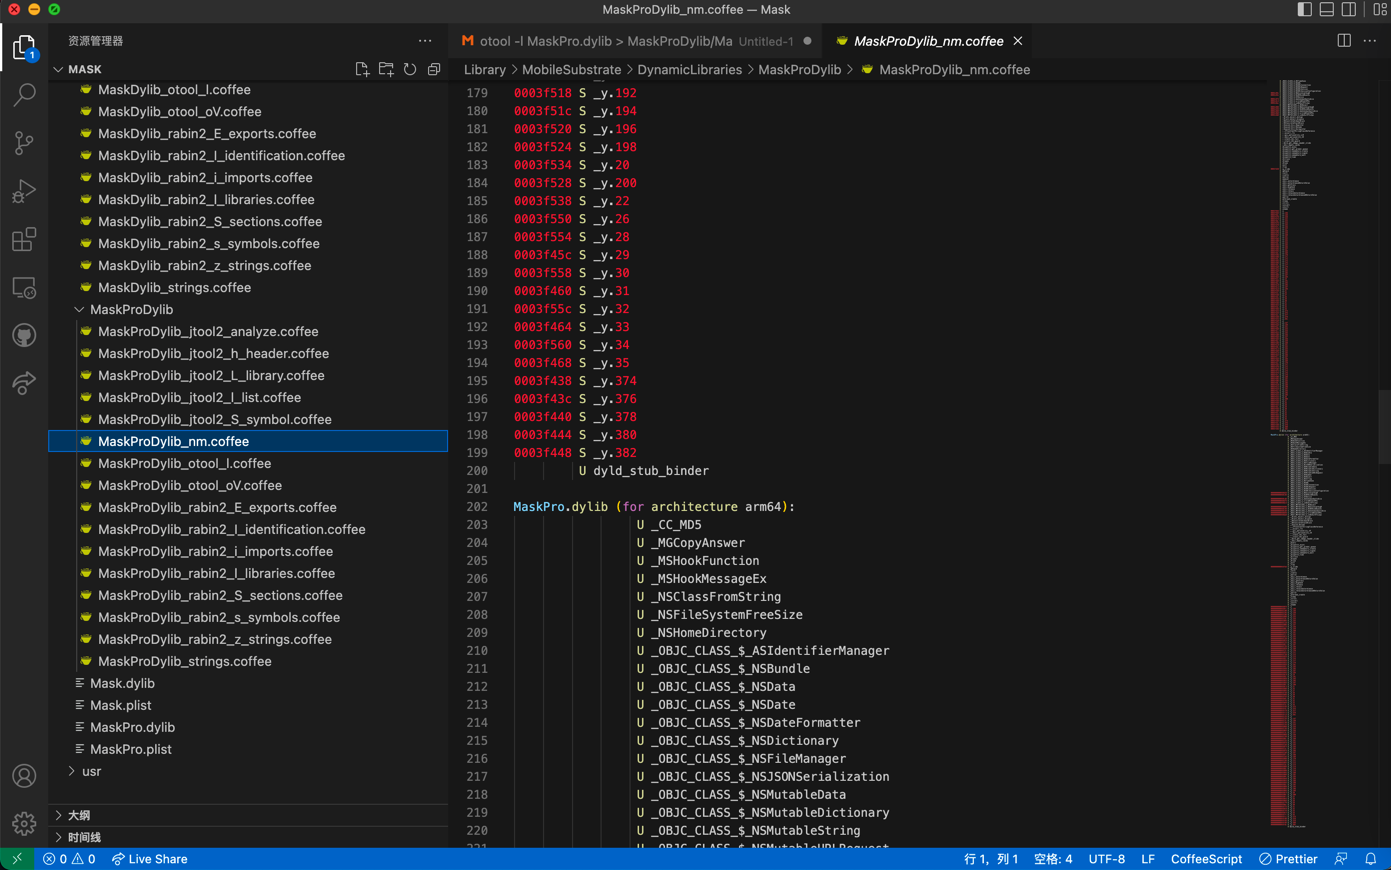 MaskProDylib_nm.coffee — Mask
资源管理器
MASK
MaskDylib_otool_l.coffee
MaskDylib_otool_oV.coffee
MaskDylib_rabin2_E_exports.coffee
MaskDylib_rabin2_I_identification.coffee
MaskDylib_rabin2_i_imports.coffee
MaskDylib_rabin2_l_libraries.coffee
MaskDylib_rabin2_S_sections.coffee
MaskDylib_rabin2_s_symbols.coffee
MaskDylib_rabin2_z_strings.coffee
MaskDylib_strings.coffee
MaskProDylib
MaskProDylib_jtool2_analyze.coffee
MaskProDylib_jtool2_h_header.coffee
MaskProDylib_jtool2_L_library.coffee
MaskProDylib_jtool2_l_list.coffee
MaskProDylib_jtool2_S_symbol.coffee
MaskProDylib_nm.coffee
MaskProDylib_otool_l.coffee
MaskProDylib_otool_oV.coffee
MaskProDylib_rabin2_E_exports.coffee
MaskProDylib_rabin2_I_identification.coffee
MaskProDylib_rabin2_i_imports.coffee
MaskProDylib_rabin2_l_libraries.coffee
MaskProDylib_rabin2_S_sections.coffee
MaskProDylib_rabin2_s_symbols.coffee
MaskProDylib_rabin2_z_strings.coffee
MaskProDylib_strings.coffee
Mask.dylib
Mask.plist
MaskPro.dylib
MaskPro.plist
usr
大纲
时间线
1
otool -l MaskPro.dylib > MaskProDylib/Ma Untitled-1
MaskProDylib_nm.coffee
Library > MobileSubstrate > DynamicLibraries > MaskProDylib > MaskProDylib_nm.coffee
179 0003f518 S _y.192
180 0003f51c S _y.194
181 0003f520 S _y.196
182 0003f524 S _y.198
183 0003f534 S _y.20
184 0003f528 S _y.200
185 0003f538 S _y.22
186 0003f550 S _y.26
187 0003f554 S _y.28
188 0003f45c S _y.29
189 0003f558 S _y.30
190 0003f460 S _y.31
191 0003f55c S _y.32
192 0003f464 S _y.33
193 0003f560 S _y.34
194 0003f468 S _y.35
195 0003f438 S _y.374
196 0003f43c S _y.376
197 0003f440 S _y.378
198 0003f444 S _y.380
199 0003f448 S _y.382
200 U dyld_stub_binder
201
202 MaskPro.dylib (for architecture arm64):
203 U _CC_MD5
204 U _MGCopyAnswer
205 U _MSHookFunction
206 U _MSHookMessageEx
207 U _NSClassFromString
208 U _NSFileSystemFreeSize
209 U _NSHomeDirectory
210 U _OBJC_CLASS_$_ASIdentifierManager
211 U _OBJC_CLASS_$_NSBundle
212 U _OBJC_CLASS_$_NSData
213 U _OBJC_CLASS_$_NSDate
214 U _OBJC_CLASS_$_NSDateFormatter
215 U _OBJC_CLASS_$_NSDictionary
216 U _OBJC_CLASS_$_NSFileManager
217 U _OBJC_CLASS_$_NSJSONSerialization
218 U _OBJC_CLASS_$_NSMutableData
219 U _OBJC_CLASS_$_NSMutableDictionary
220 U _OBJC_CLASS_$_NSMutableString
221 U _OBJC_CLASS_$_NSMutableURLRequest
0 0 Live Share 行 1，列 1 空格: 4 UTF-8 LF CoffeeScript Prettier